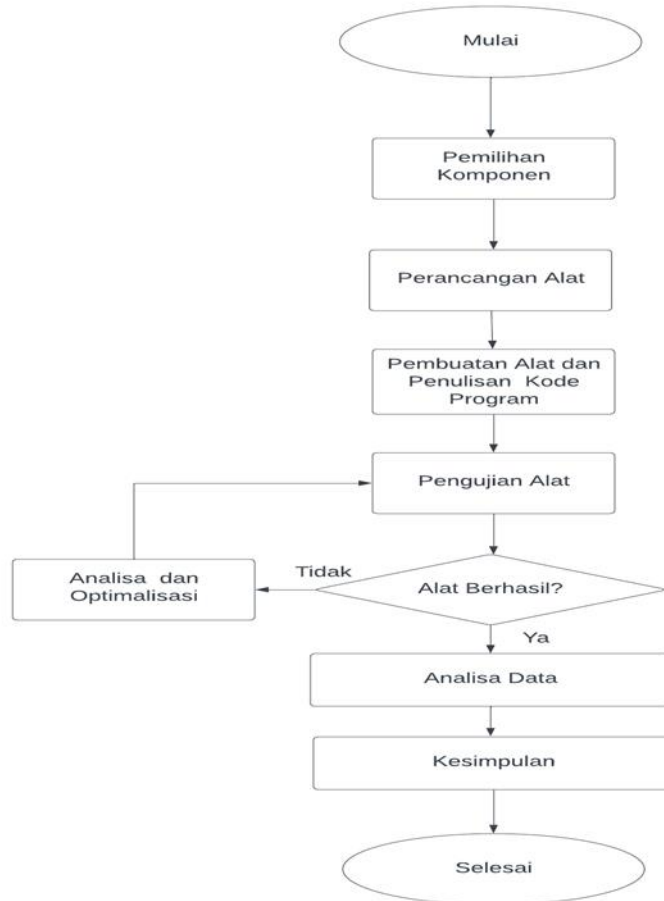 Mulai
Pemilihan
Komponen
Perancangan Alat
Pembuatan Alat dan
Penulisan Kode
Program
Pengujian Alat
Analisa dan
Optimalisasi
Tidak
Alat Berhasil?
Ya
Analisa Data
Kesimpulan
Selesai